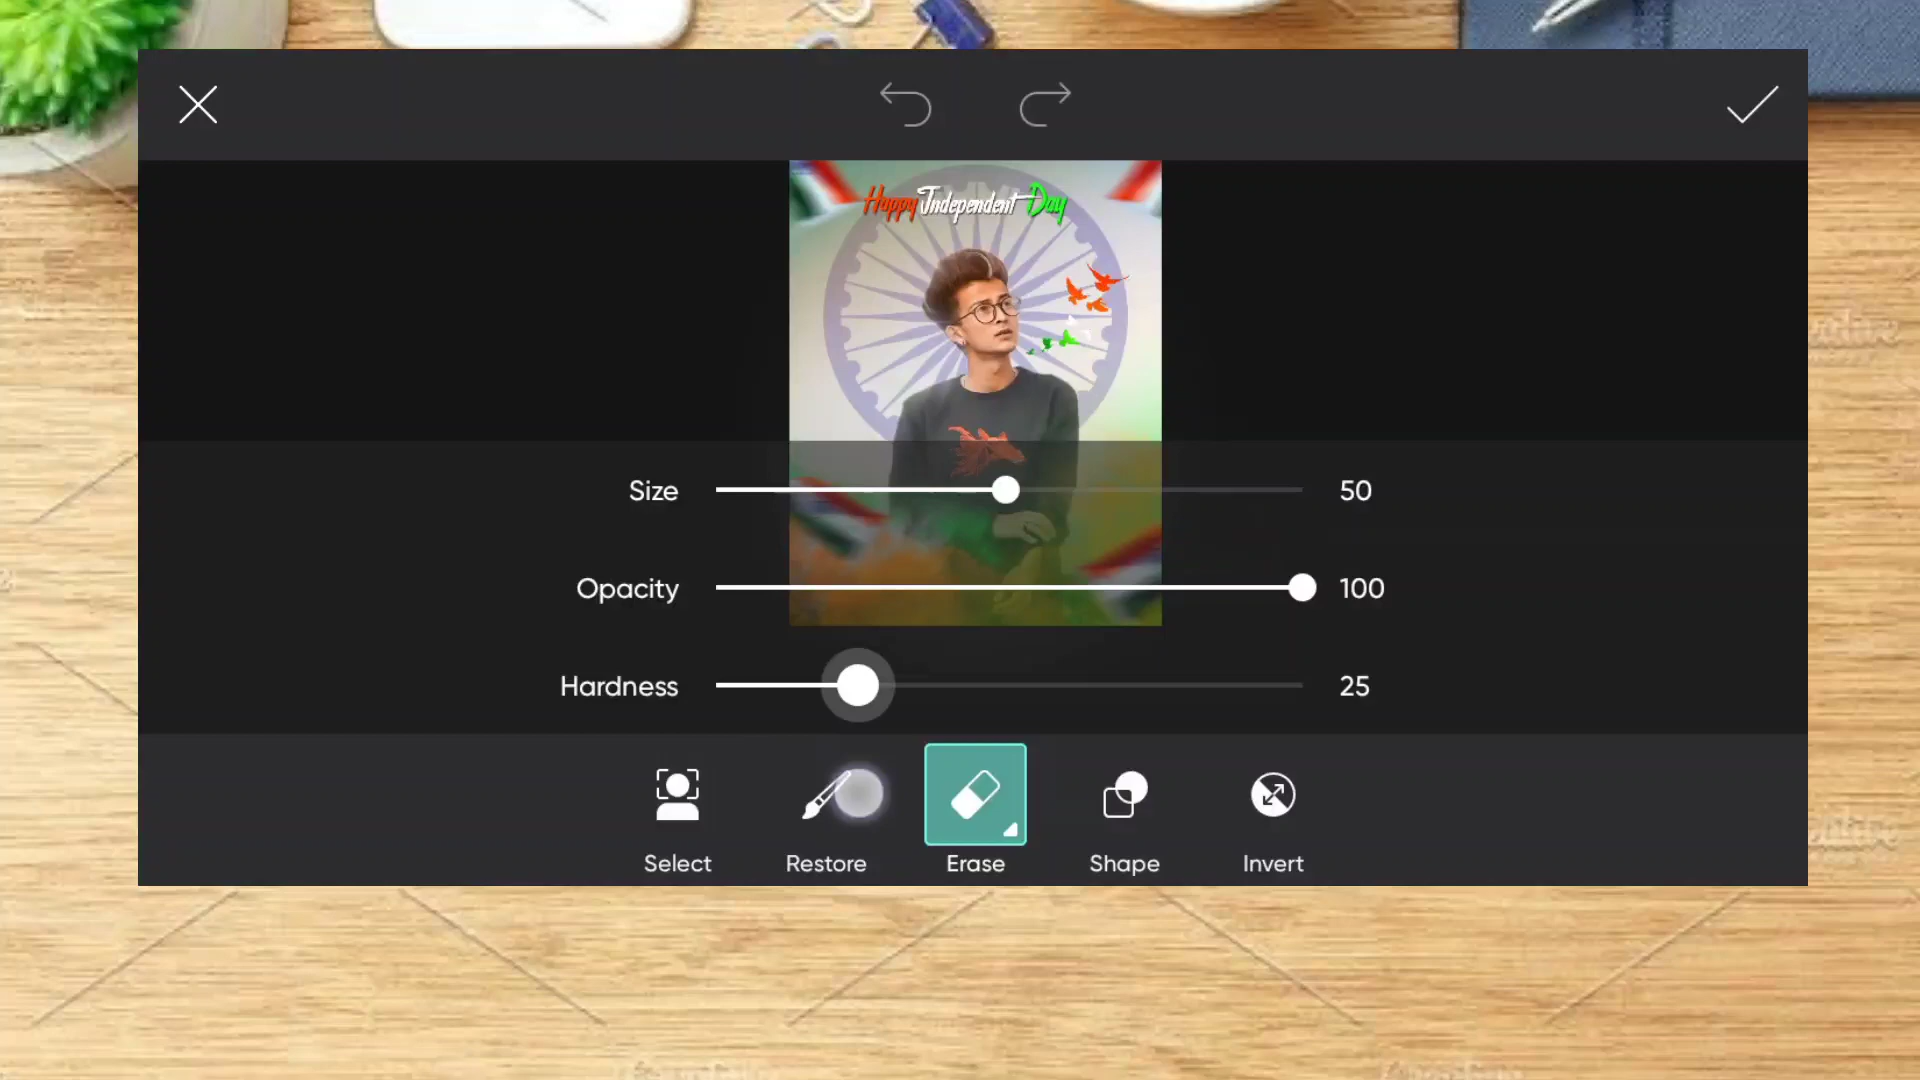 Happy Independent Day
Size 50
Opacity 100
Hardness 25
Select Restore Erase Shape Invert